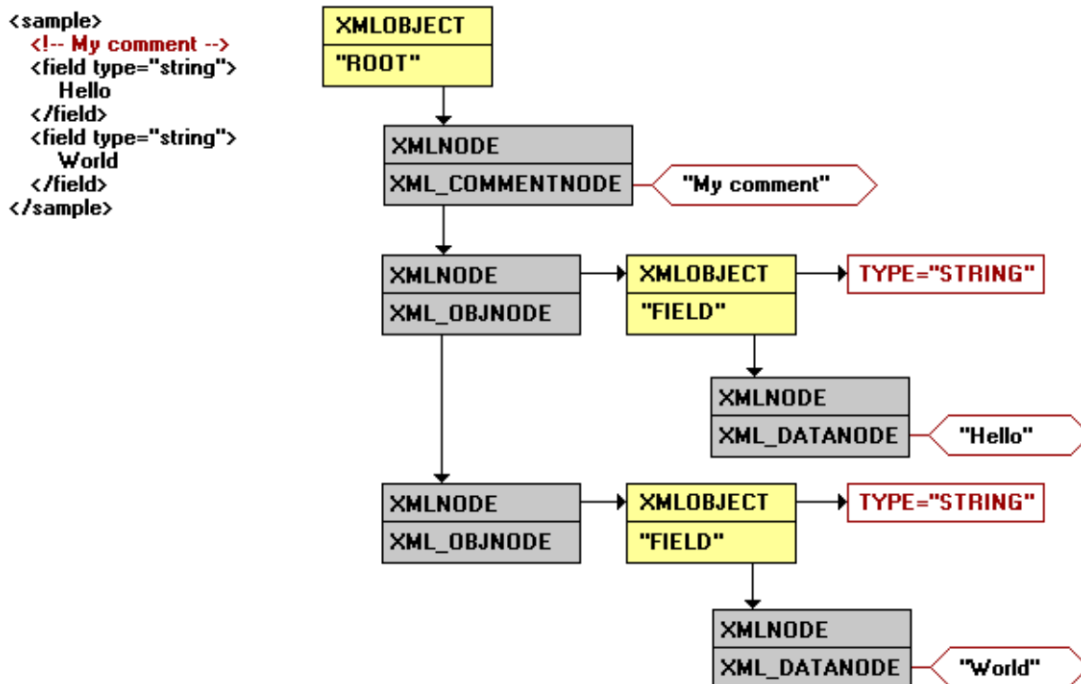 <sample>
<!-- My comment -->
<field type="string">
Hello
</field>
<field type="string">
World
</field>
</sample>
XMLOBJECT
"ROOT"
XMLNODE
XML_COMMENTNODE
"My comment"
XMLNODE
XML_OBJNODE
XMLOBJECT
"FIELD"
TYPE="STRING"
XMLNODE
XML_DATANODE
"Hello"
XMLNODE
XML_OBJNODE
XMLOBJECT
"FIELD"
TYPE="STRING"
XMLNODE
XML_DATANODE
"World"